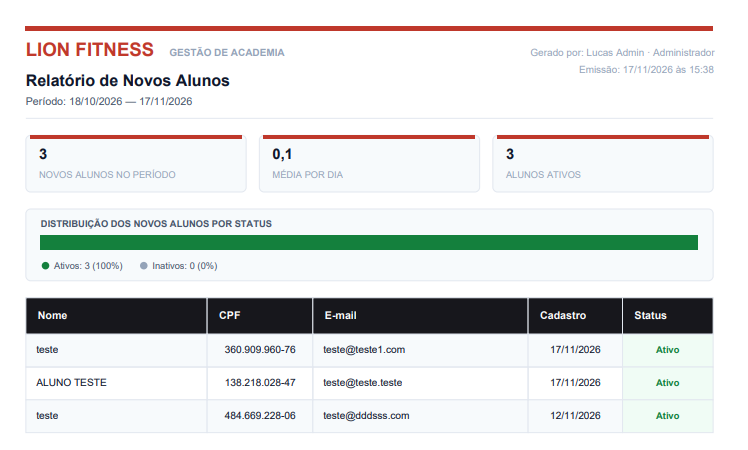 LION FITNESS GESTÃO DE ACADEMIA
Gerado por: Lucas Admin · Administrador
Emissão: 17/11/2026 às 15:38
Relatório de Novos Alunos
Período: 18/10/2026 — 17/11/2026
3
NOVOS ALUNOS NO PERÍODO
0,1
MÉDIA POR DIA
3
ALUNOS ATIVOS
DISTRIBUIÇÃO DOS NOVOS ALUNOS POR STATUS
Ativos: 3 (100%) Inativos: 0 (0%)
Nome CPF E-mail Cadastro Status
teste 360.909.960-76 teste@teste1.com 17/11/2026 Ativo
ALUNO TESTE 138.218.028-47 teste@teste.teste 17/11/2026 Ativo
teste 484.669.228-06 teste@dddsss.com 12/11/2026 Ativo